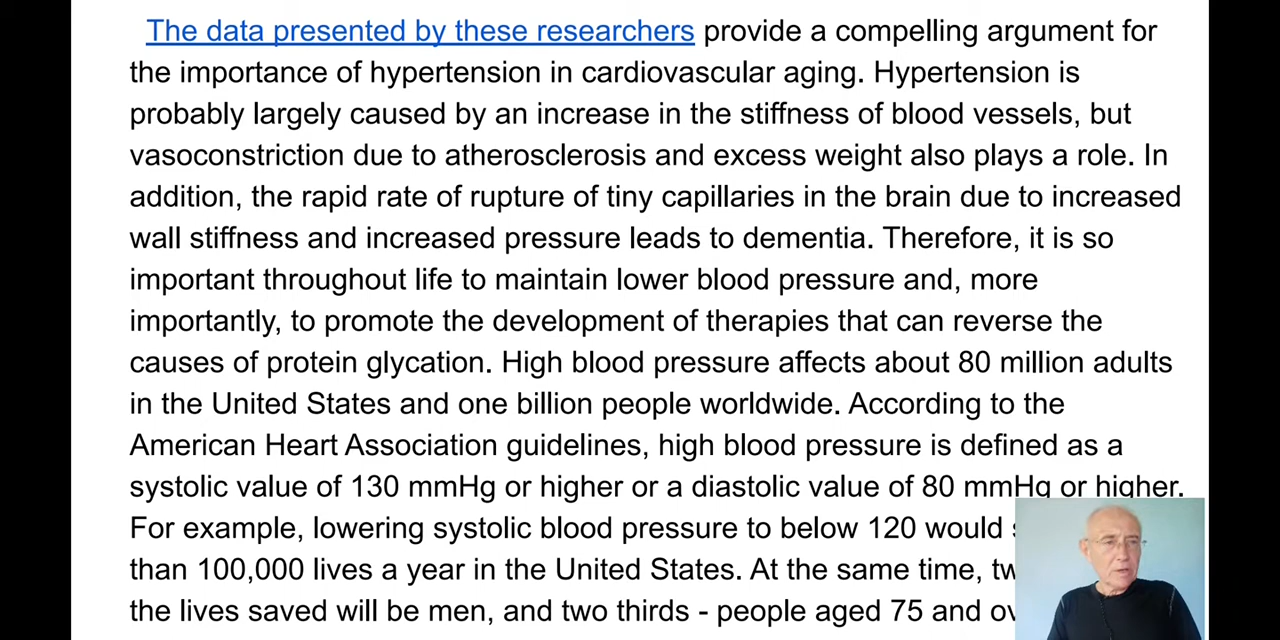 The data presented by these researchers provide a compelling argument for
the importance of hypertension in cardiovascular aging. Hypertension is
probably largely caused by an increase in the stiffness of blood vessels, but
vasoconstriction due to atherosclerosis and excess weight also plays a role. In
addition, the rapid rate of rupture of tiny capillaries in the brain due to increased
wall stiffness and increased pressure leads to dementia. Therefore, it is so
important throughout life to maintain lower blood pressure and, more
importantly, to promote the development of therapies that can reverse the
causes of protein glycation. High blood pressure affects about 80 million adults
in the United States and one billion people worldwide. According to the
American Heart Association guidelines, high blood pressure is defined as a
systolic value of 130 mmHg or higher or a diastolic value of 80 mmHg or higher.
For example, lowering systolic blood pressure to below 120 would
than 100,000 lives a year in the United States. At the same time,
the lives saved will be men, and two thirds - people aged 75 and